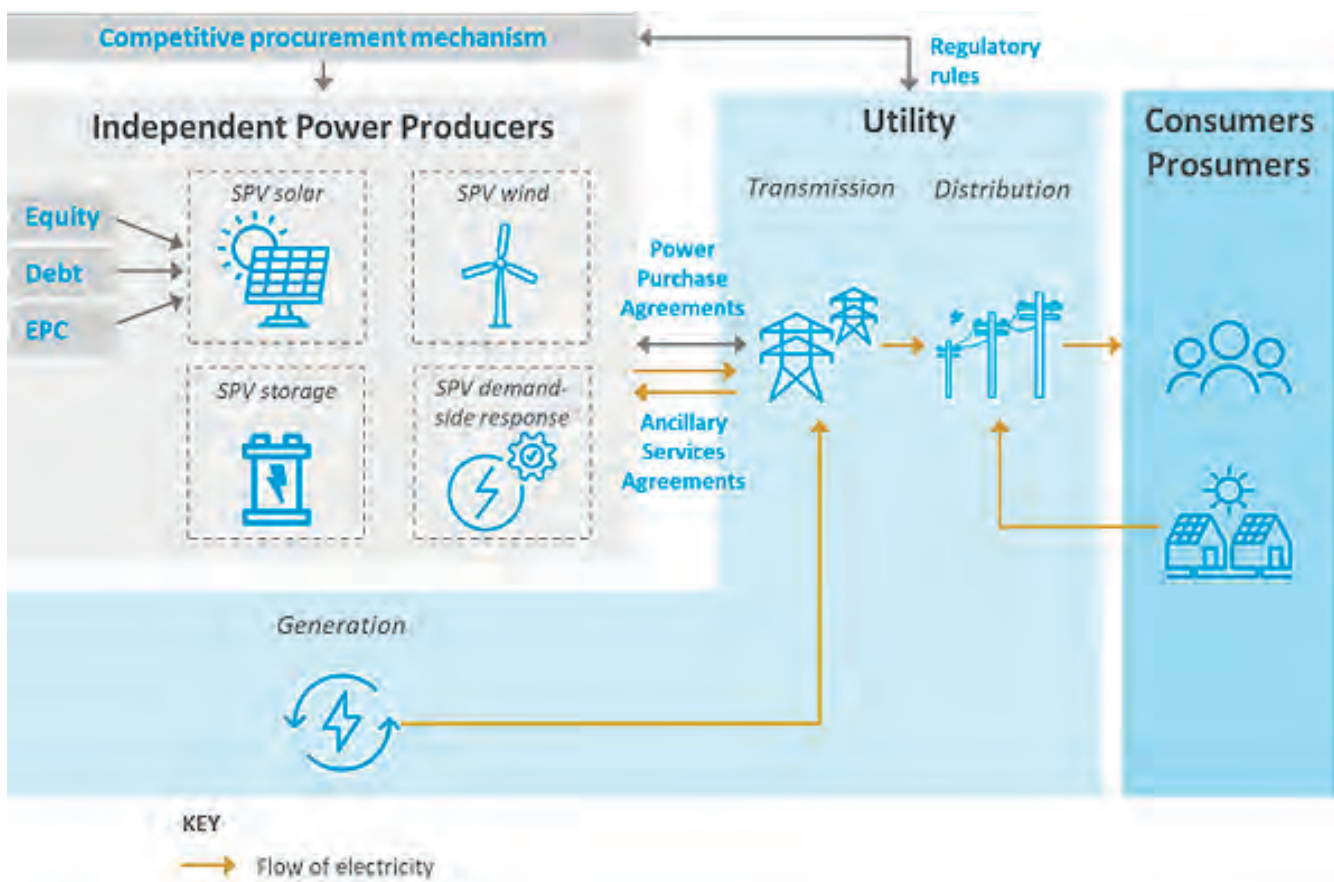 Competitive procurement mechanism
Regulatory
rules
Independent Power Producers
Utility
Consumers
Prosumers
SPV solar
SPV wind
Transmission
Distribution
Equity
Debt
EPC
Power
Purchase
Agreements
SPV storage
SPV demand-
side response
Ancillary
Services
Agreements
Generation
KEY
Flow of electricity